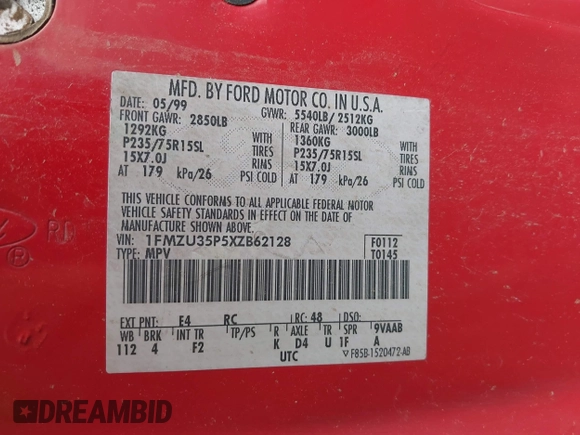 MFD. BY FORD MOTOR CO. IN U.S.A.
DATE: 05/99 GVWR: 5540LB/ 2512KG
FRONT GAWR: 2850LB REAR GAWR: 3000LB
1292KG WITH 1360KG WITH
P235/75R15SL TIRES P235/75R15SL TIRES
15X7.0J RIMS 15X7.0J RIMS
AT 179 kPa/26 PSI COLD AT 179 kPa/26 PSI COLD
THIS VEHICLE CONFORMS TO ALL APPLICABLE FEDERAL MOTOR
VEHICLE SAFETY STANDARDS IN EFFECT ON THE DATE OF
MANUFACTURE SHOWN ABOVE.
VIN: 1FMZU35P5XZB62128 F0112
TYPE: MPV T0145
EXT PNT: E4 RC RC: 48 DSO:
WB BRK INT TR TP/PS R AXLE TR SPR 9VAAB
112 4 F2 K D4 U 1F A
UTC F85B-1520472-AB
®
DREAMBID